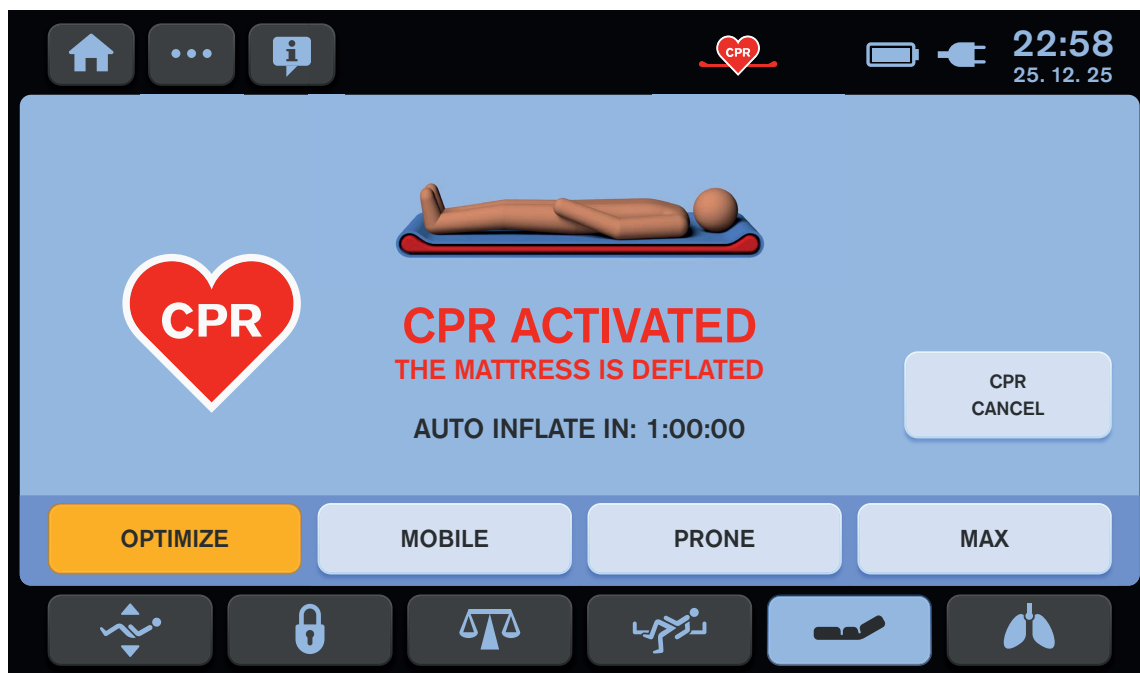 CPR
22:58
25. 12. 25
CPR
CPR ACTIVATED
THE MATTRESS IS DEFLATED
AUTO INFLATE IN: 1:00:00
CPR
CANCEL
OPTIMIZE
MOBILE
PRONE
MAX